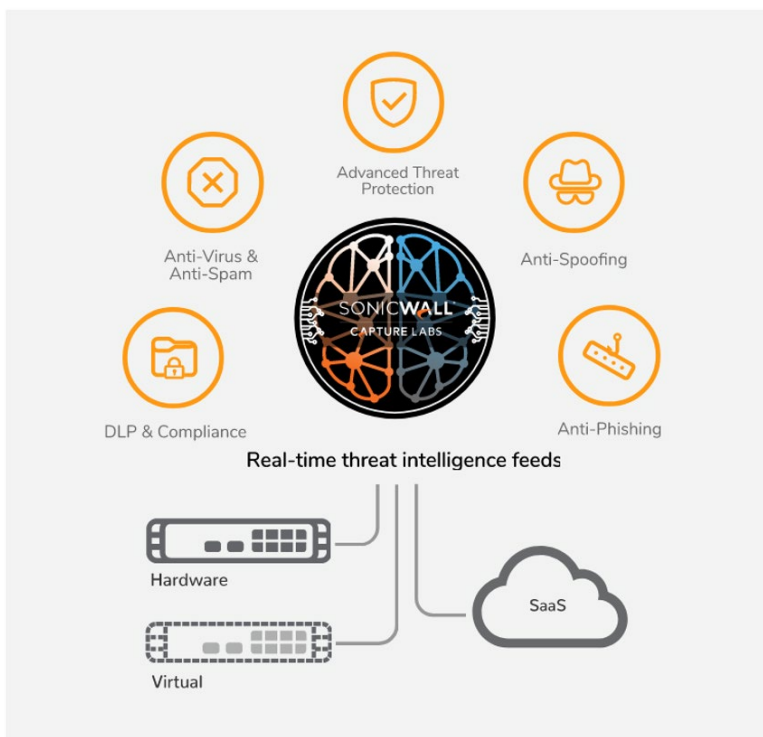 Advanced Threat
Protection
Anti-Virus &
Anti-Spam
Anti-Spoofing
SONICWALL
CAPTURE LABS
DLP & Compliance
Anti-Phishing
Real-time threat intelligence feeds
Hardware
SaaS
Virtual